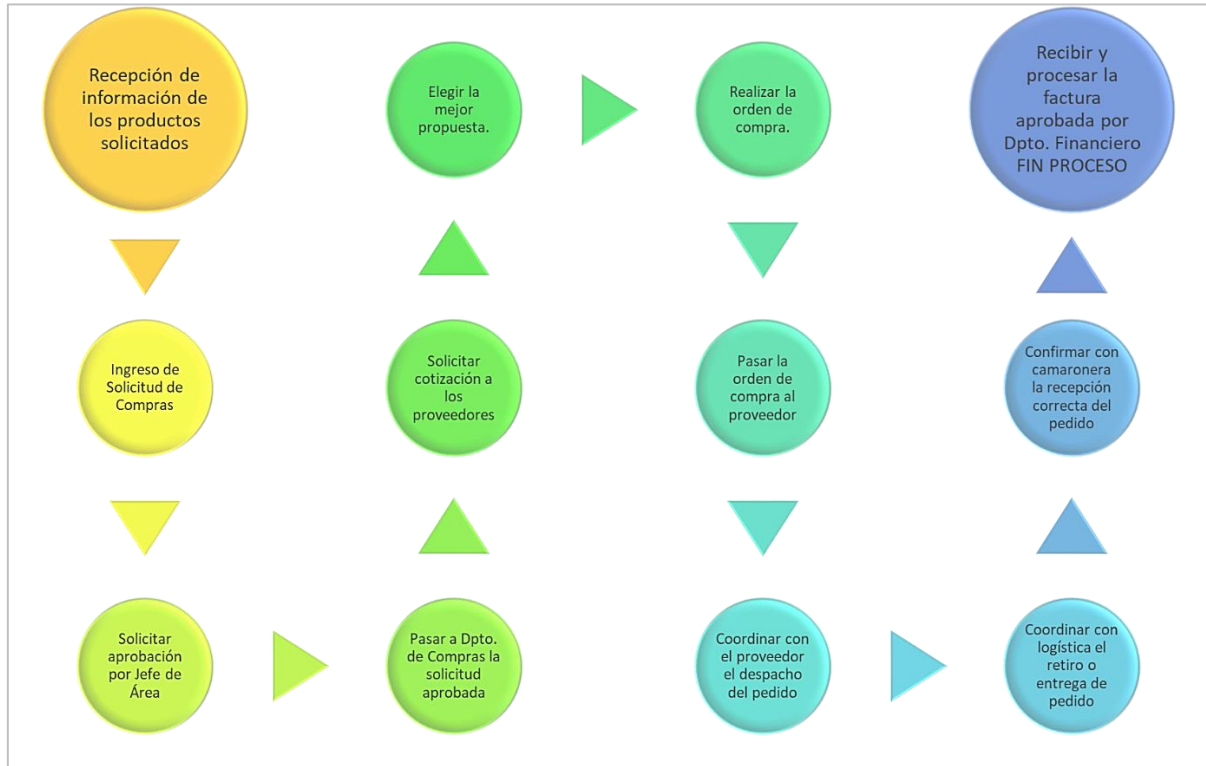 Recepción de
información de
los productos
solicitados
Ingreso de
Solicitud de
Compras
Solicitar
aprobación
por Jefe de
Área
Pasar a Dpto.
de Compras la
solicitud
aprobada
Solicitar
cotización a
los
proveedores
Elegir la
mejor
propuesta.
Realizar la
orden de
compra.
Pasar la
orden de
compra al
proveedor
Coordinar con
el proveedor
el despacho
del pedido
Coordinar con
logística el
retiro o
entrega de
pedido
Confirmar con
camaronera
la recepción
correcta del
pedido
Recibir y
procesar la
factura
aprobada por
Dpto. Financiero
FIN PROCESO